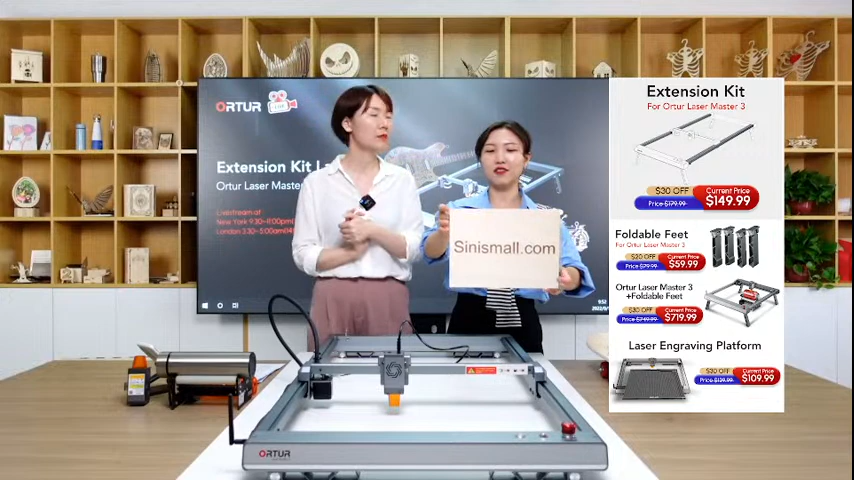 ORTUR
Extension Kit La
Ortur Laser Master
Livestream at
Sinismall.com
Extension Kit
For Ortur Laser Master 3
$30 OFF
Current Price
Price $179.99
$149.99
Foldable Feet
For Ortur Laser Master 3
$20 OFF
Current Price
Price $79.99
$59.99
Ortur Laser Master 3
+Foldable Feet
$30 OFF
Current Price
Price $749.99
$719.99
Laser Engraving Platform
$30 OFF
Current Price
Price $139.99
$109.99
ORTUR